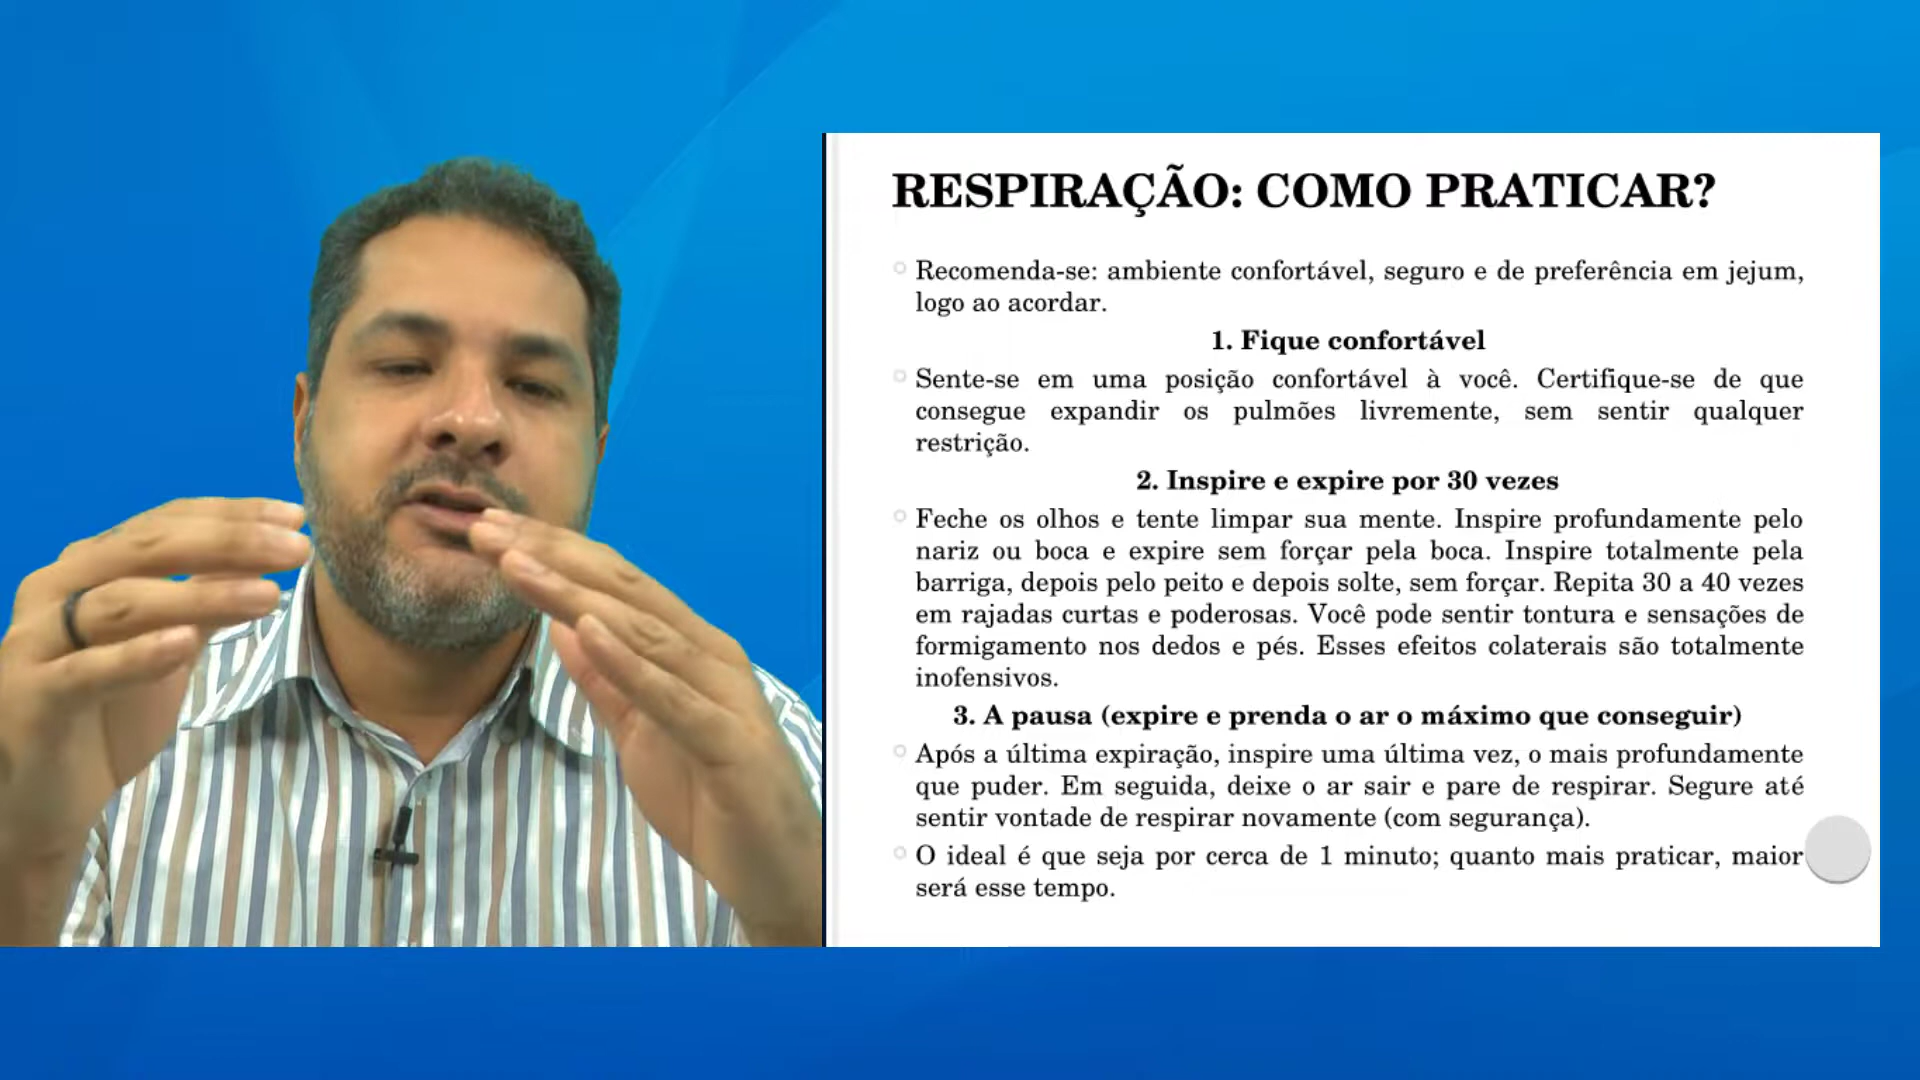 RESPIRAÇÃO: COMO PRATICAR?
Recomenda-se: ambiente confortável, seguro e de preferência em jejum,
logo ao acordar.
1. Fique confortável
Sente-se em uma posição confortável à você. Certifique-se de que
consegue expandir os pulmões livremente, sem sentir qualquer
restrição.
2. Inspire e expire por 30 vezes
Feche os olhos e tente limpar sua mente. Inspire profundamente pelo
nariz ou boca e expire sem forçar pela boca. Inspire totalmente pela
barriga, depois pelo peito e depois solte, sem forçar. Repita 30 a 40 vezes
em rajadas curtas e poderosas. Você pode sentir tontura e sensações de
formigamento nos dedos e pés. Esses efeitos colaterais são totalmente
inofensivos.
3. A pausa (expire e prenda o ar o máximo que conseguir)
Após a última expiração, inspire uma última vez, o mais profundamente
que puder. Em seguida, deixe o ar sair e pare de respirar. Segure até
sentir vontade de respirar novamente (com segurança).
O ideal é que seja por cerca de 1 minuto; quanto mais praticar, maior
será esse tempo.